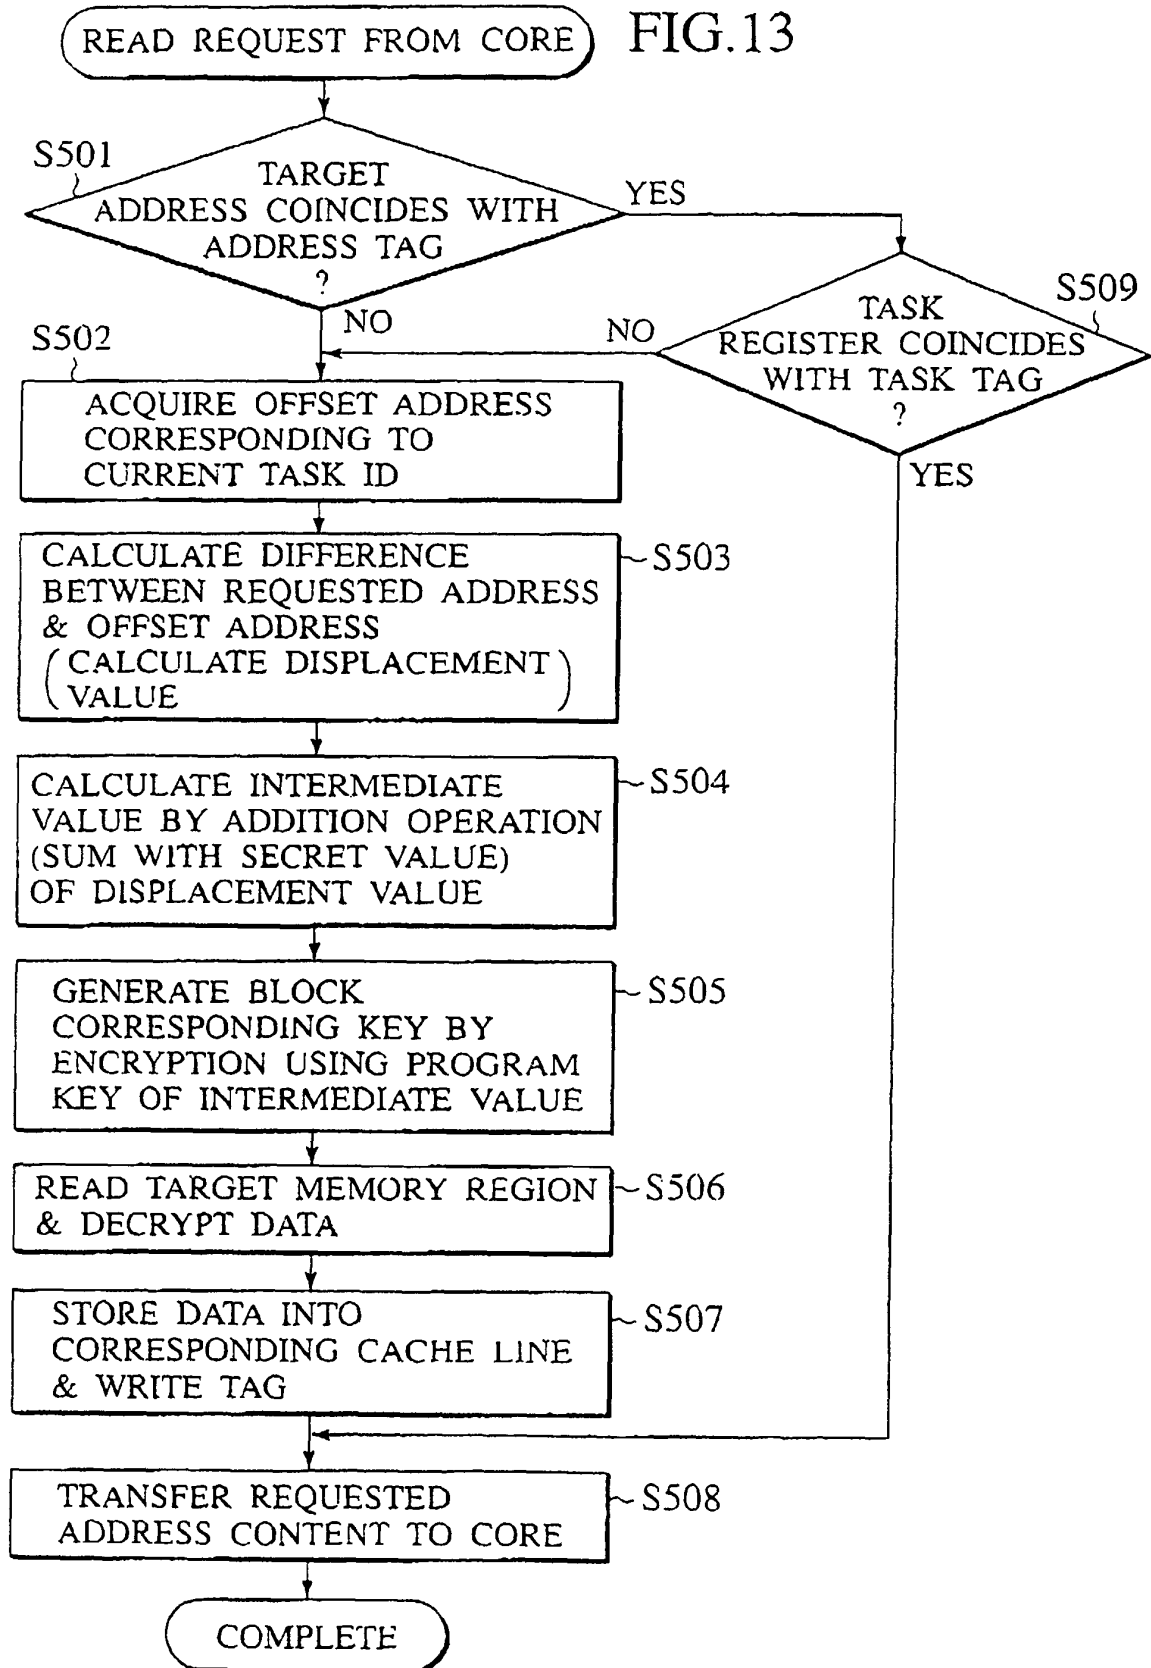 READ REQUEST FROM CORE
FIG.13
S501
TARGET
ADDRESS COINCIDES WITH
ADDRESS TAG
?
YES
NO
S509
TASK
REGISTER COINCIDES
WITH TASK TAG
?
NO
YES
S502
ACQUIRE OFFSET ADDRESS
CORRESPONDING TO
CURRENT TASK ID
CALCULATE DIFFERENCE
BETWEEN REQUESTED ADDRESS
& OFFSET ADDRESS
(CALCULATE DISPLACEMENT
VALUE)
S503
CALCULATE INTERMEDIATE
VALUE BY ADDITION OPERATION
(SUM WITH SECRET VALUE)
OF DISPLACEMENT VALUE
S504
GENERATE BLOCK
CORRESPONDING KEY BY
ENCRYPTION USING PROGRAM
KEY OF INTERMEDIATE VALUE
S505
READ TARGET MEMORY REGION
& DECRYPT DATA
S506
STORE DATA INTO
CORRESPONDING CACHE LINE
& WRITE TAG
S507
TRANSFER REQUESTED
ADDRESS CONTENT TO CORE
S508
COMPLETE